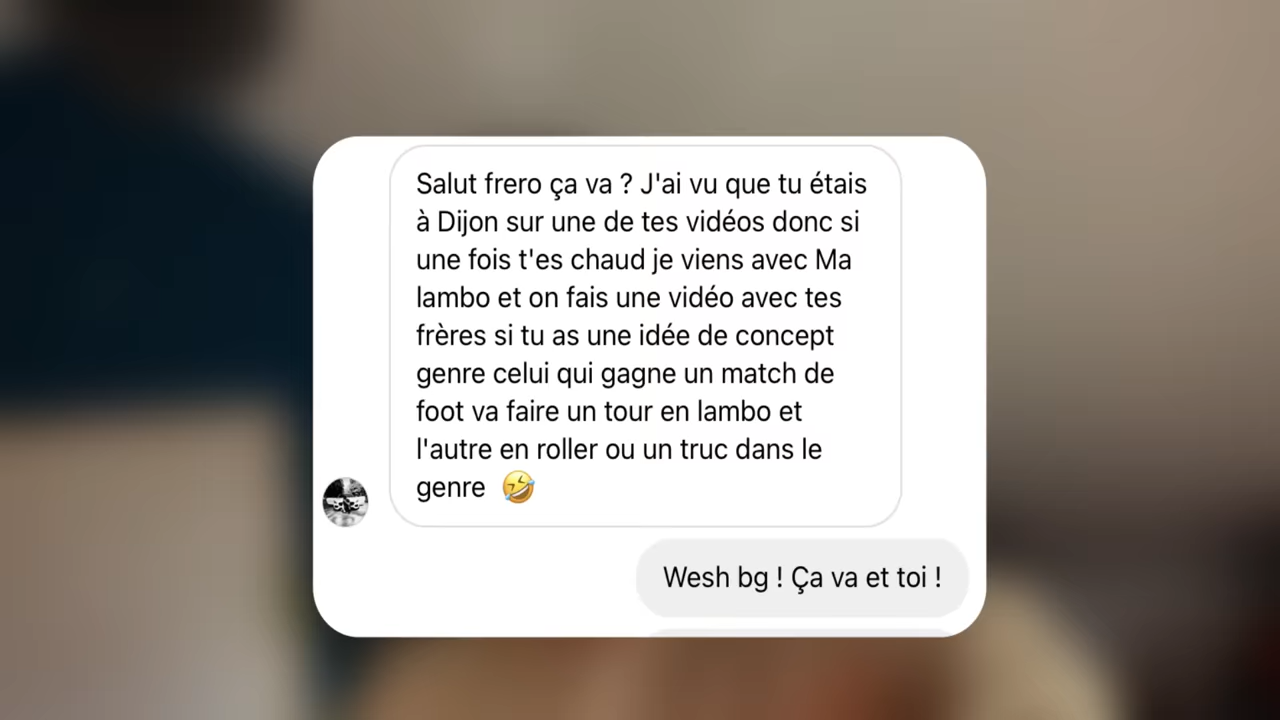 Salut frero ça va ? J'ai vu que tu étais
à Dijon sur une de tes vidéos donc si
une fois t'es chaud je viens avec Ma
lambo et on fais une vidéo avec tes
frères si tu as une idée de concept
genre celui qui gagne un match de
foot va faire un tour en lambo et
l'autre en roller ou un truc dans le
genre 🤣
Wesh bg ! Ça va et toi !